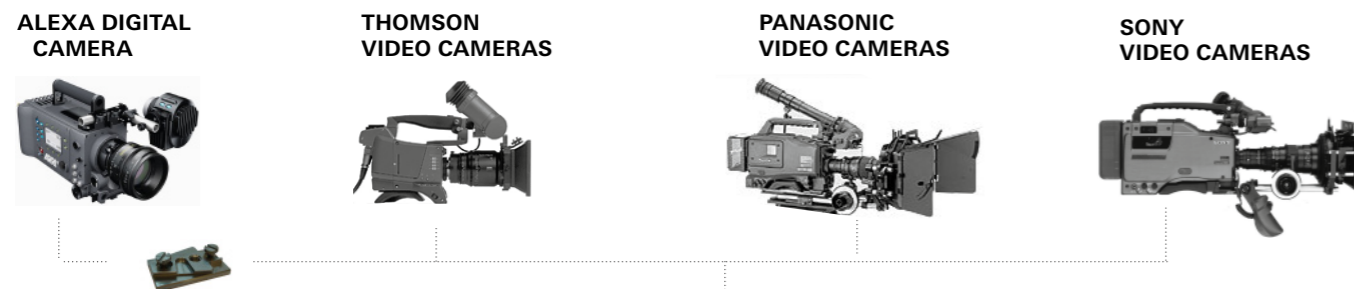 ALEXA DIGITAL
CAMERA
THOMSON
VIDEO CAMERAS
PANASONIC
VIDEO CAMERAS
SONY
VIDEO CAMERAS